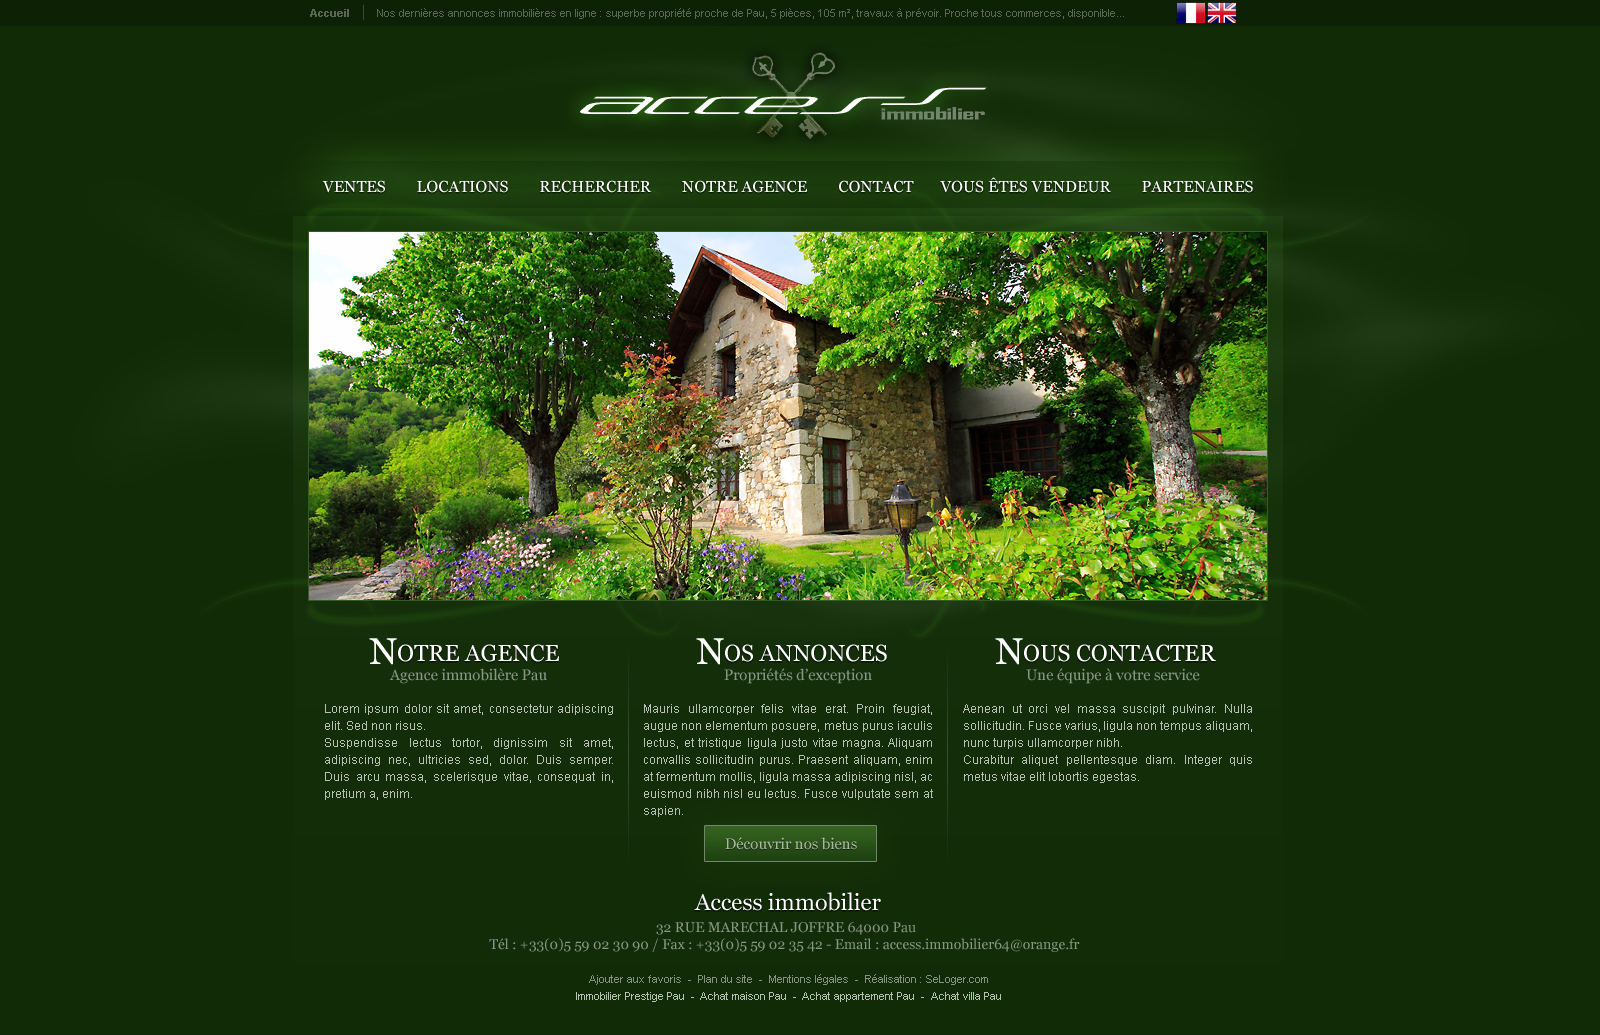 Accueil
Nos dernières annonces immobilières en ligne : superbe propriété proche de Pau, 5 pièces, 105 m², travaux à prévoir. Proche tous commerces, disponible...
access
immobilier
VENTES
LOCATIONS
RECHERCHER
NOTRE AGENCE
CONTACT
VOUS ÊTES VENDEUR
PARTENAIRES
NOTRE AGENCE
Agence immobilère Pau
Lorem ipsum dolor sit amet, consectetur adipiscing
elit. Sed non risus.
Suspendisse lectus tortor, dignissim sit amet,
adipiscing nec, ultricies sed, dolor. Duis semper.
Duis arcu massa, scelerisque vitae, consequat in,
pretium a, enim.
NOS ANNONCES
Propriétés d'exception
Mauris ullamcorper felis vitae erat. Proin feugiat,
augue non elementum posuere, metus purus iaculis
lectus, et tristique ligula justo vitae magna. Aliquam
convallis sollicitudin purus. Praesent aliquam, enim
at fermentum mollis, ligula massa adipiscing nisl, ac
euismod nibh nisl eu lectus. Fusce vulputate sem at
sapien.
Découvrir nos biens
NOUS CONTACTER
Une équipe à votre service
Aenean ut orci vel massa suscipit pulvinar. Nulla
sollicitudin. Fusce varius, ligula non tempus aliquam,
nunc turpis ullamcorper nibh.
Curabitur aliquet pellentesque diam. Integer quis
metus vitae elit lobortis egestas.
Access immobilier
32 RUE MARECHAL JOFFRE 64000 Pau
Tél : +33(0)5 59 02 30 90 / Fax : +33(0)5 59 02 35 42 - Email : access.immobilier64@orange.fr
Ajouter aux favoris - Plan du site - Mentions légales - Réalisation : SeLoger.com
Immobilier Prestige Pau - Achat maison Pau - Achat appartement Pau - Achat villa Pau